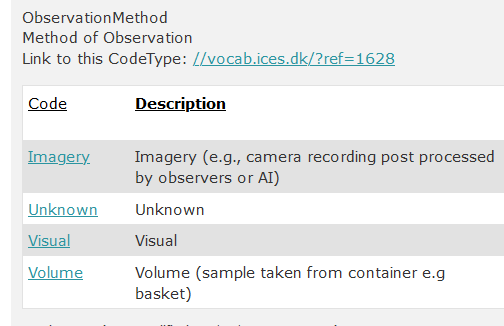 ObservationMethod
Method of Observation
Link to this CodeType: //vocab.ices.dk/?ref=1628
Code Description
Imagery Imagery (e.g., camera recording post processed
by observers or AI)
Unknown Unknown
Visual Visual
Volume Volume (sample taken from container e.g
basket)